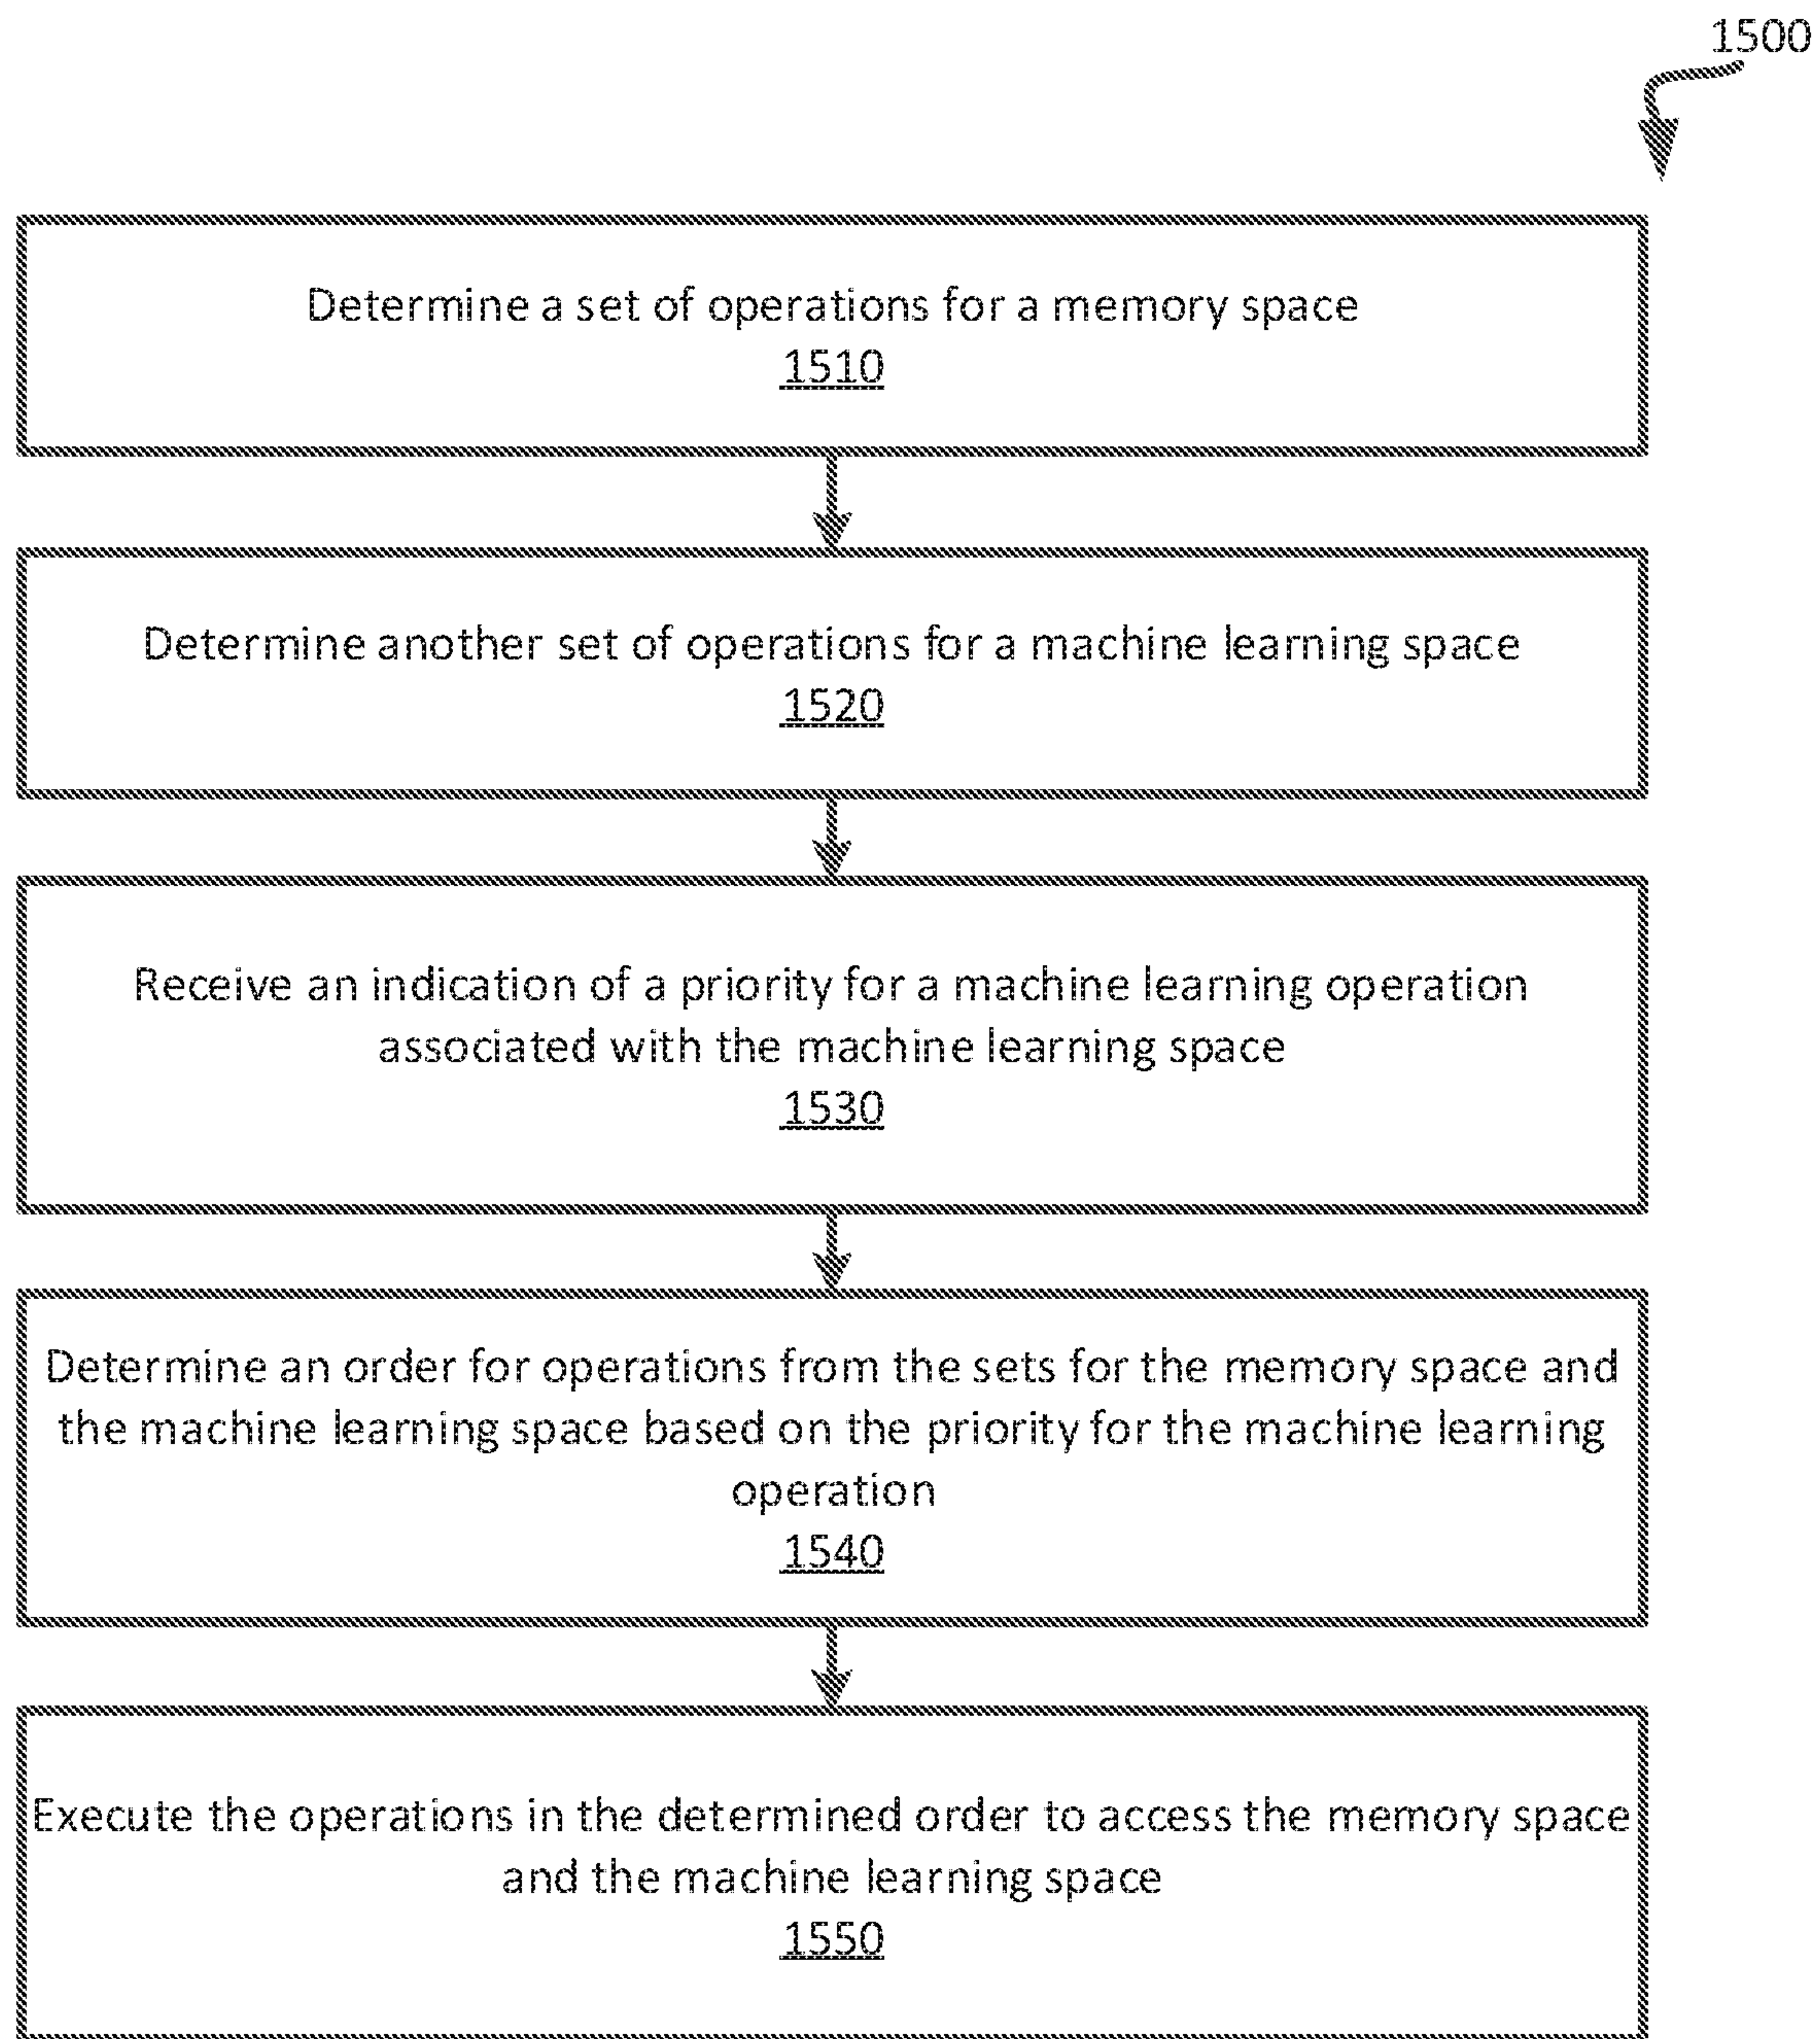 1500
Determine a set of operations for a memory space
1510
Determine another set of operations for a machine learning space
1520
Receive an indication of a priority for a machine learning operation
associated with the machine learning space
1530
Determine an order for operations from the sets for the memory space and
the machine learning space based on the priority for the machine learning
operation
1540
Execute the operations in the determined order to access the memory space
and the machine learning space
1550